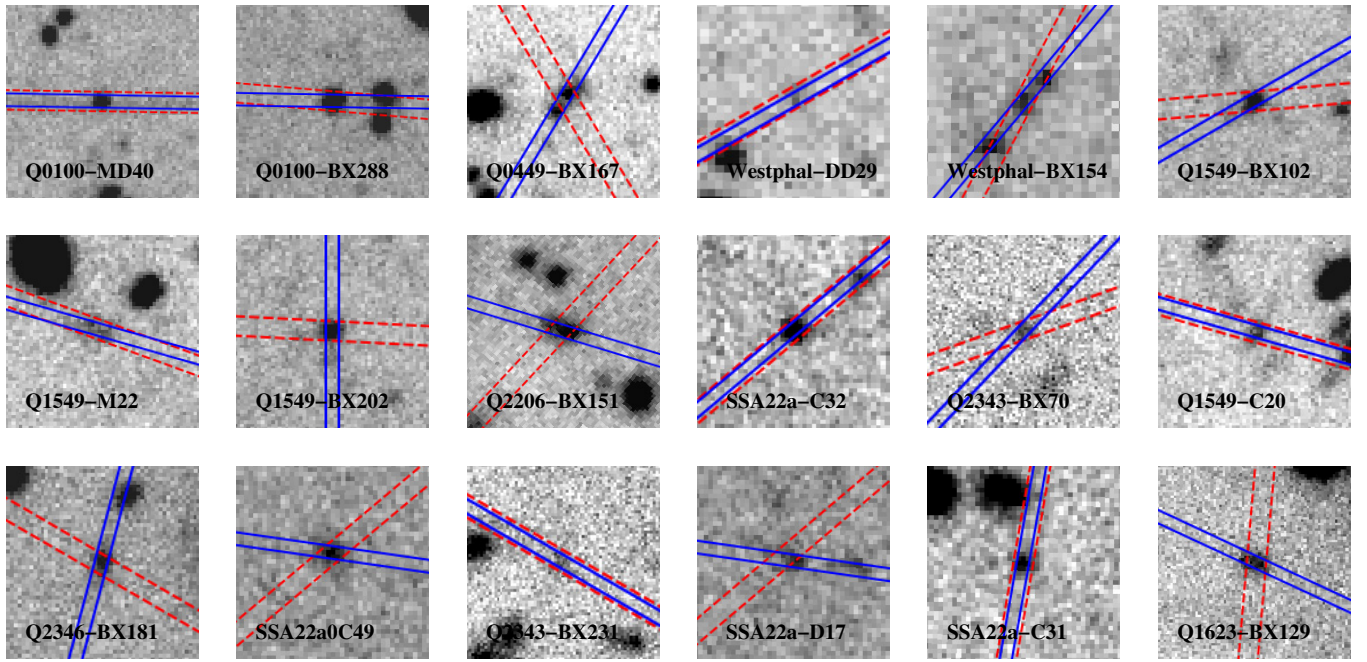 Q0100−MD40
Q0100−BX288
Q0449−BX167
Westphal−DD29
Westphal−BX154
Q1549−BX102
Q1549−M22
Q1549−BX202
Q2206−BX151
SSA22a−C32
Q2343−BX70
Q1549−C20
Q2346−BX181
SSA22a0C49
Q2343−BX231
SSA22a−D17
SSA22a−C31
Q1623−BX129